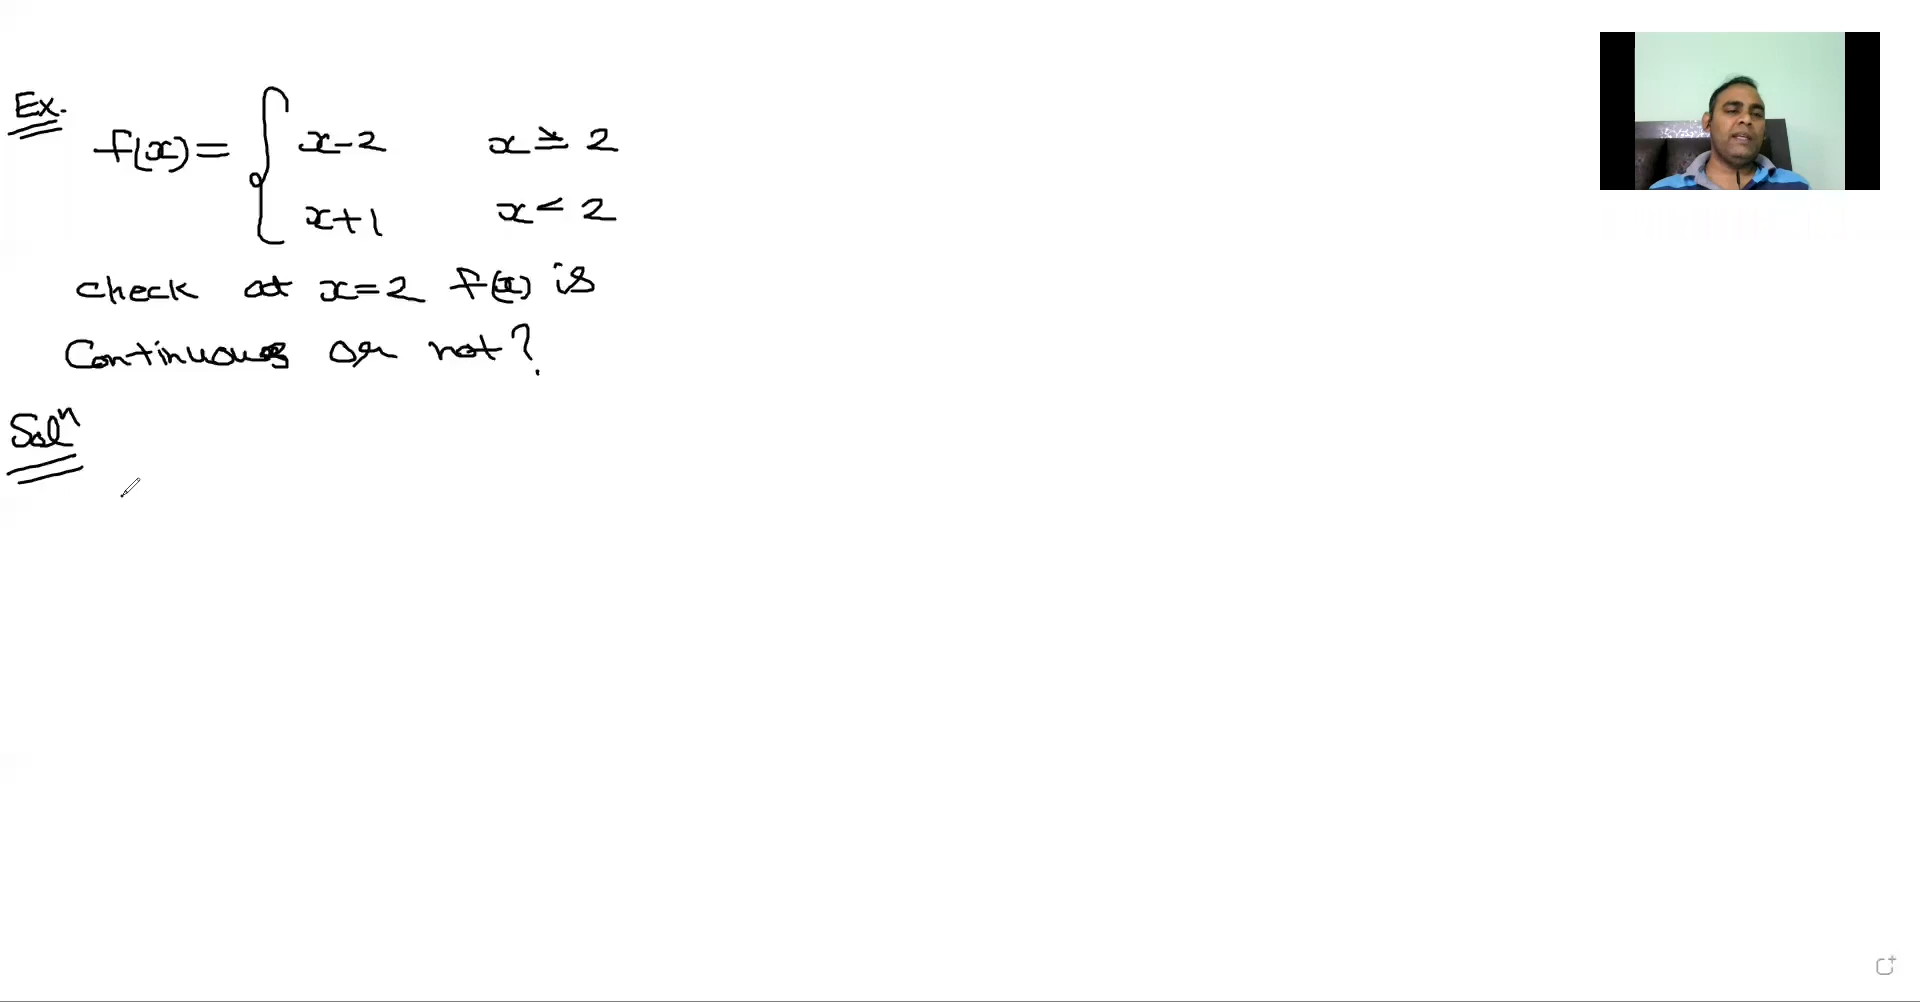 Ex.
f(x) = { x-2 x ≥ 2
x+1 x < 2
check at x=2 f(x) is
Continuous or not?
Solⁿ